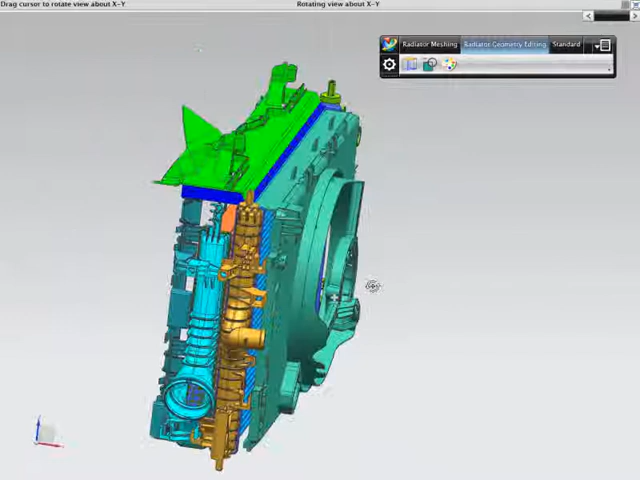 Drag cursor to rotate view about X-Y
Rotating view about X-Y
Radiator Meshing
Radiator Geometry Editing
Standard